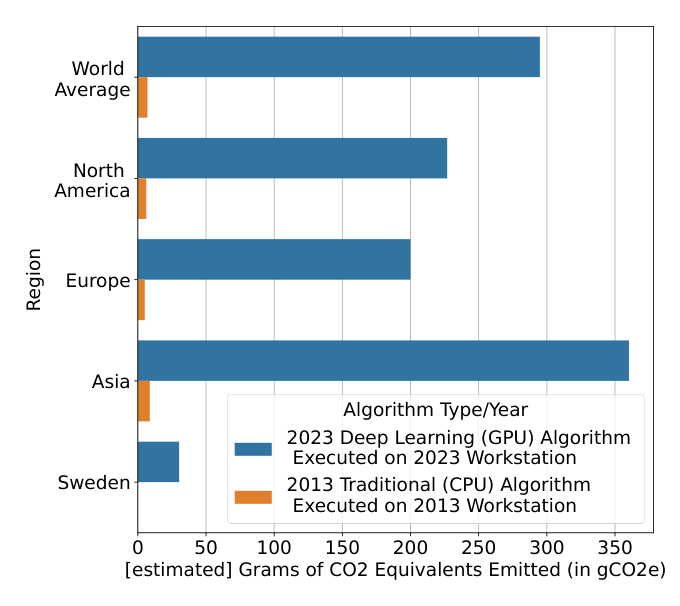 World
Average
North
America
Europe
Asia
Sweden
Region
Algorithm Type/Year
2023 Deep Learning (GPU) Algorithm
Executed on 2023 Workstation
2013 Traditional (CPU) Algorithm
Executed on 2013 Workstation
0 50 100 150 200 250 300 350
[estimated] Grams of CO2 Equivalents Emitted (in gCO2e)